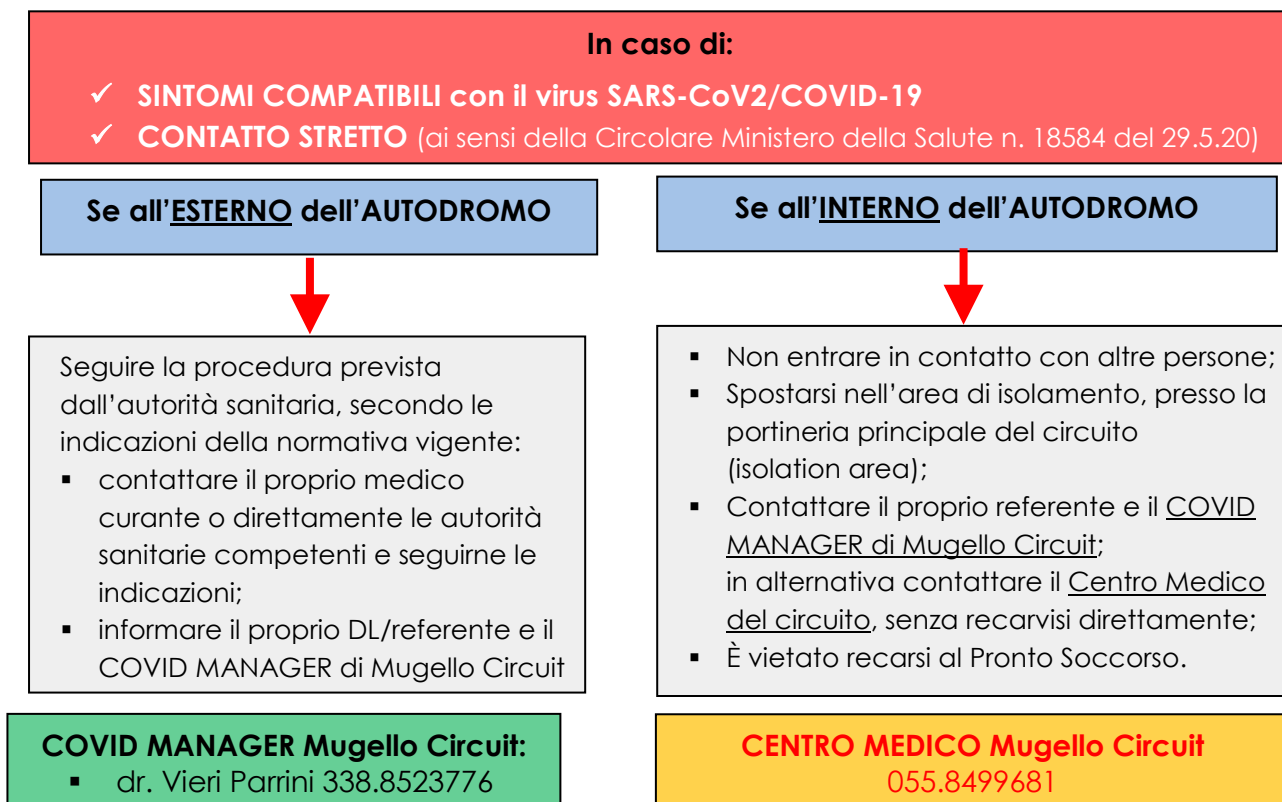 In caso di:
✓ SINTOMI COMPATIBILI con il virus SARS-CoV2/COVID-19
✓ CONTATTO STRETTO (ai sensi della Circolare Ministero della Salute n. 18584 del 29.5.20)
Se all'ESTERNO dell'AUTODROMO
Seguire la procedura prevista
dall'autorità sanitaria, secondo le
indicazioni della normativa vigente:
▪ contattare il proprio medico
curante o direttamente le autorità
sanitarie competenti e seguirne le
indicazioni;
▪ informare il proprio DL/referente e il
COVID MANAGER di Mugello Circuit
COVID MANAGER Mugello Circuit:
▪ dr. Vieri Parrini 338.8523776
Se all'INTERNO dell'AUTODROMO
▪ Non entrare in contatto con altre persone;
▪ Spostarsi nell'area di isolamento, presso la
portineria principale del circuito
(isolation area);
▪ Contattare il proprio referente e il COVID
MANAGER di Mugello Circuit;
in alternativa contattare il Centro Medico
del circuito, senza recarvisi direttamente;
▪ È vietato recarsi al Pronto Soccorso.
CENTRO MEDICO Mugello Circuit
055.8499681